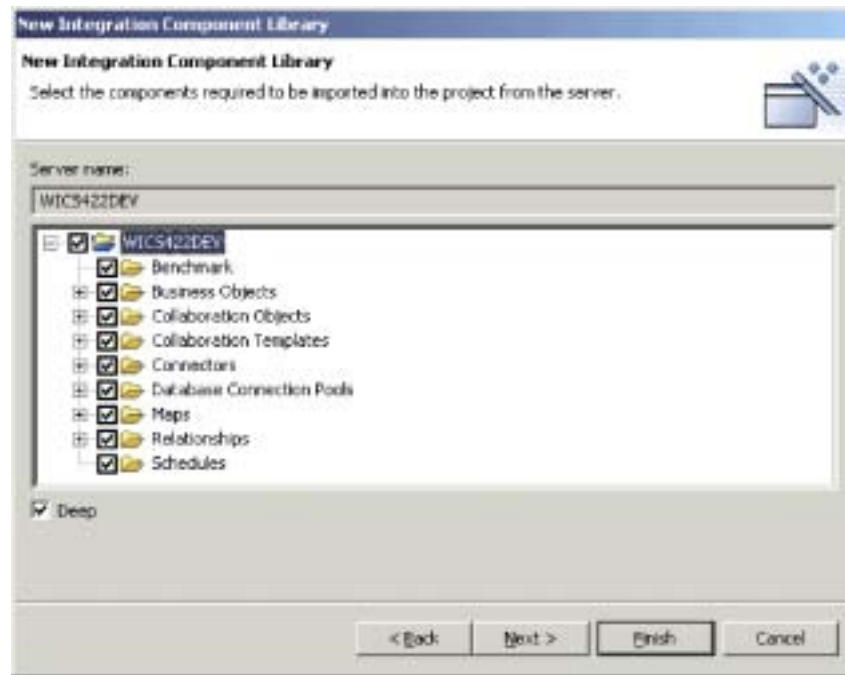 New Integration Component Library
New Integration Component Library
Select the components required to be imported into the project from the server.
Server name:
WICS422DEV
WICS422DEV
Benchmark
Business Objects
Collaboration Objects
Collaboration Templates
Connectors
Database Connection Pools
Maps
Relationships
Schedules
Deep
< Back Next > Finish Cancel